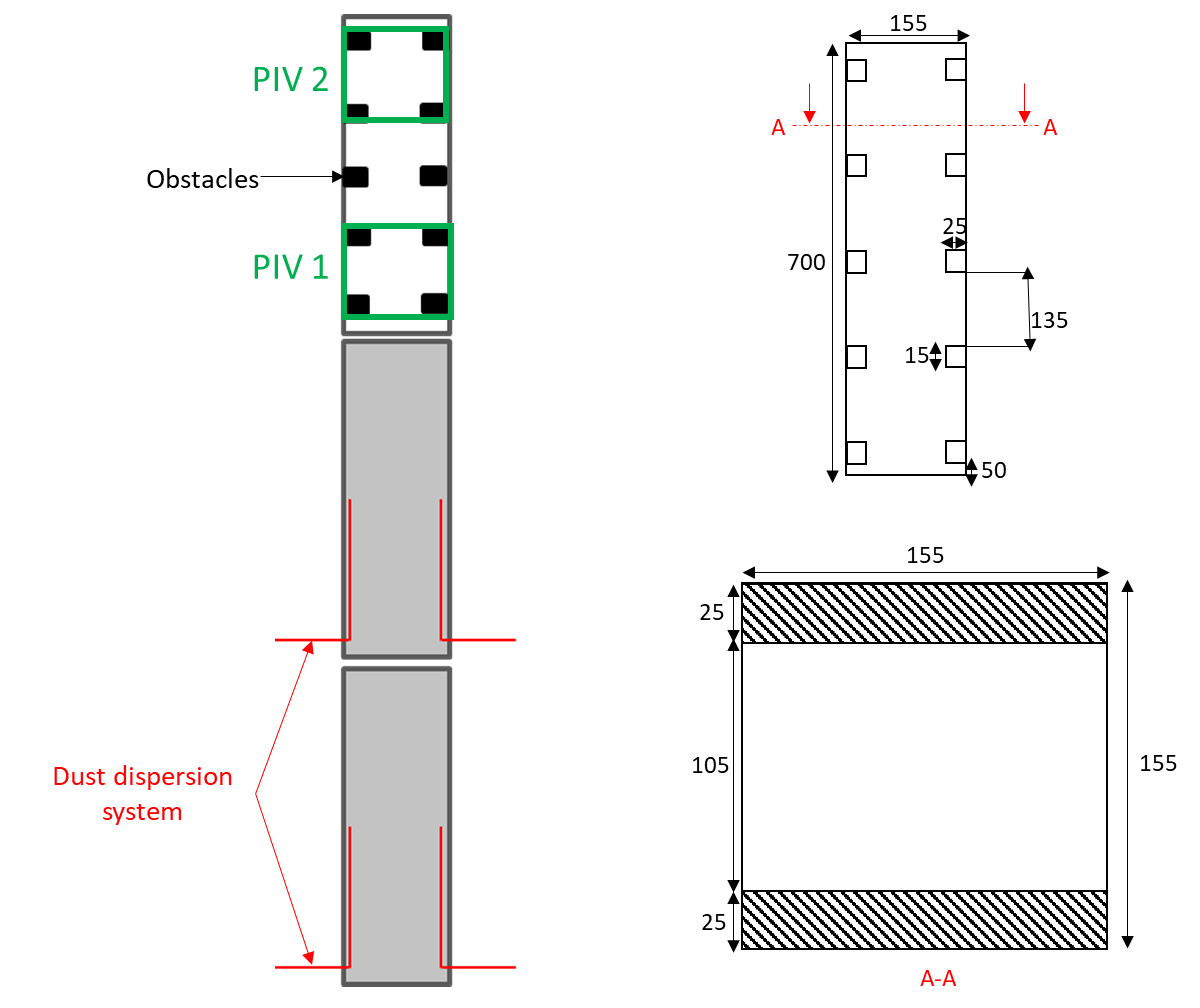 PIV 2
Obstacles
PIV 1
Dust dispersion
system
155
A
A
25
700
135
15
50
155
25
105
155
25
A-A